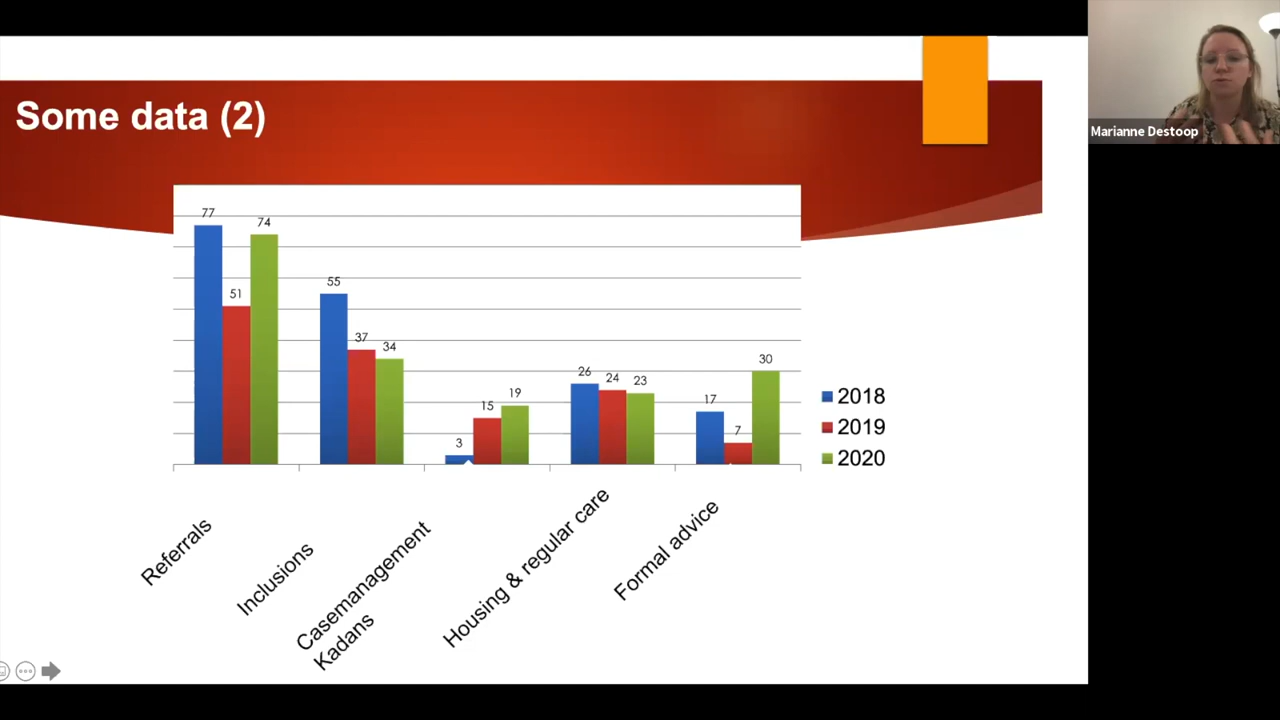 Some data (2)
Marianne Destoop
77
51
74
55
37
34
3
15
19
26
24
23
17
7
30
2018
2019
2020
Referrals
Inclusions
Casemanagement
Kadans
Housing & regular care
Formal advice